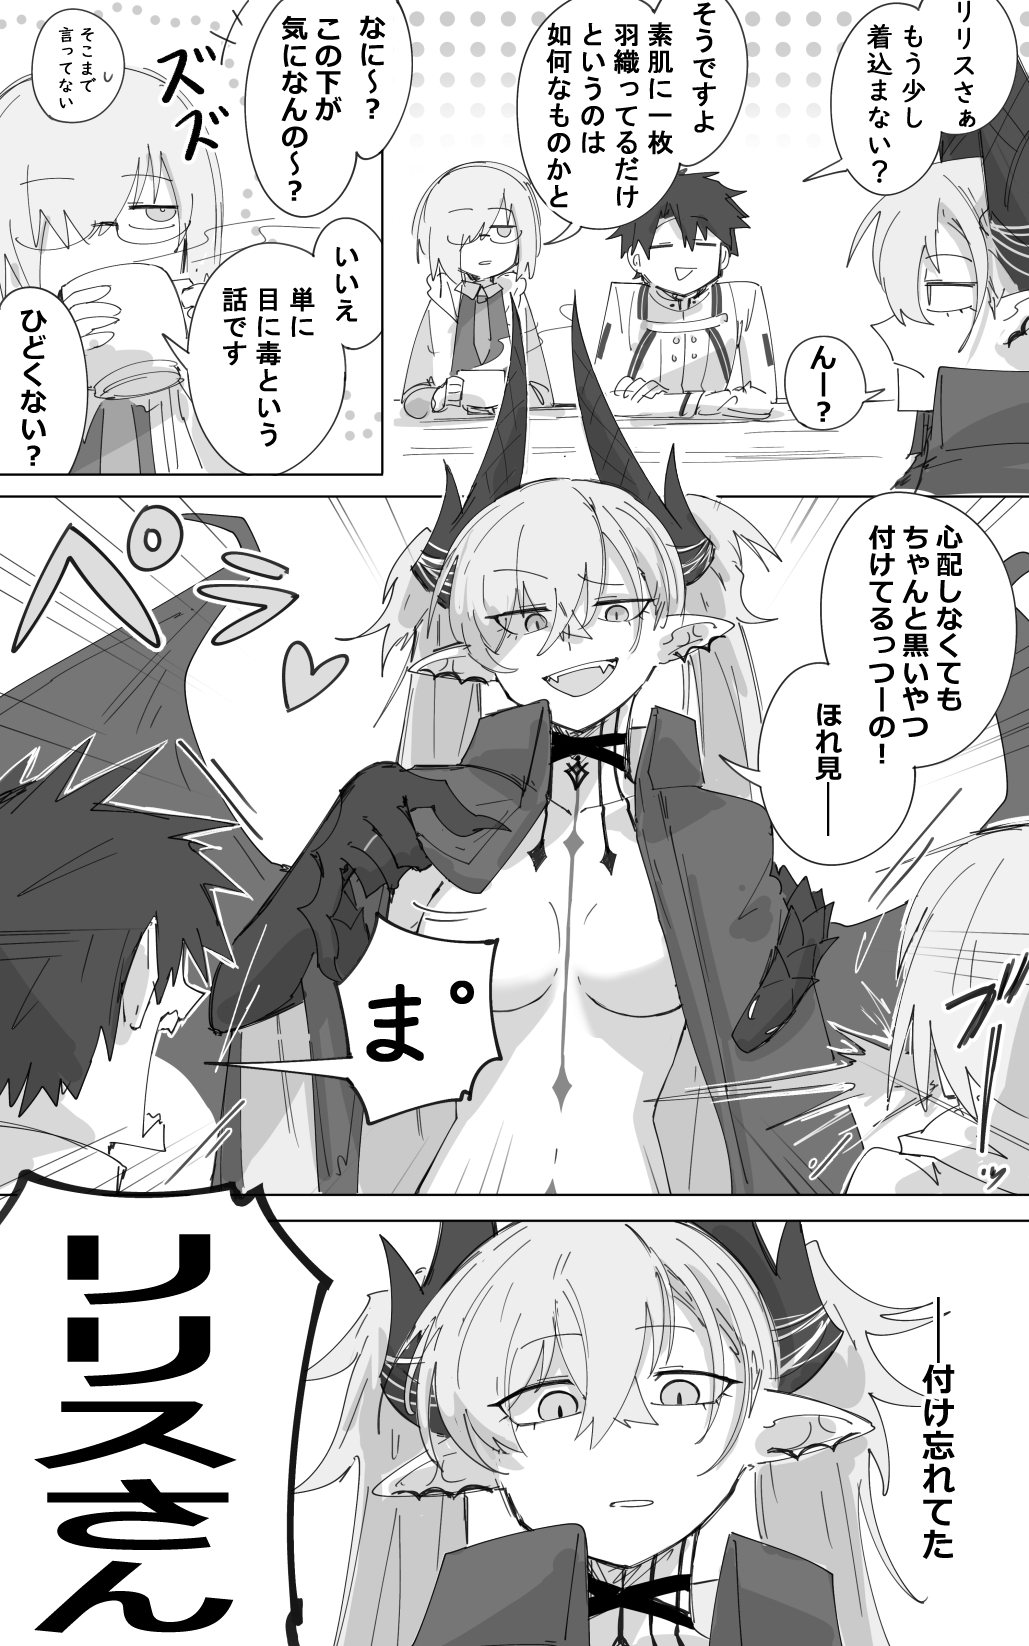 リリスさぁ
もう少し
着込まない？
んー？
そうですよ
素肌に一枚
羽織ってるだけ
というのは
如何なものかと
なに～？
この下が
気になんの～？
いいえ
単に
目に毒という
話です
ズズ
そこまで
言ってない
ひどくない？
心配しなくても
ちゃんと黒いやつ
付けてるっつーの！
ほれ見――
ペラ
ブッ
ま゜
――付け忘れてた
リリスさん